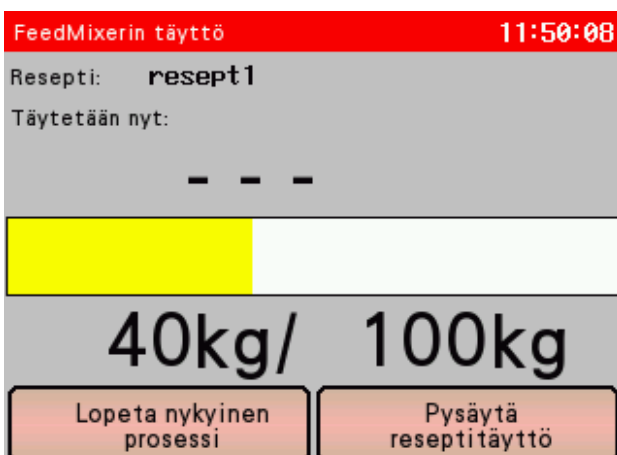 FeedMixerin täyttö 11:50:08
Resepti: resept1
Täytetään nyt:
- - -
40kg/ 100kg
Lopeta nykyinen prosessi
Pysäytä reseptitäyttö